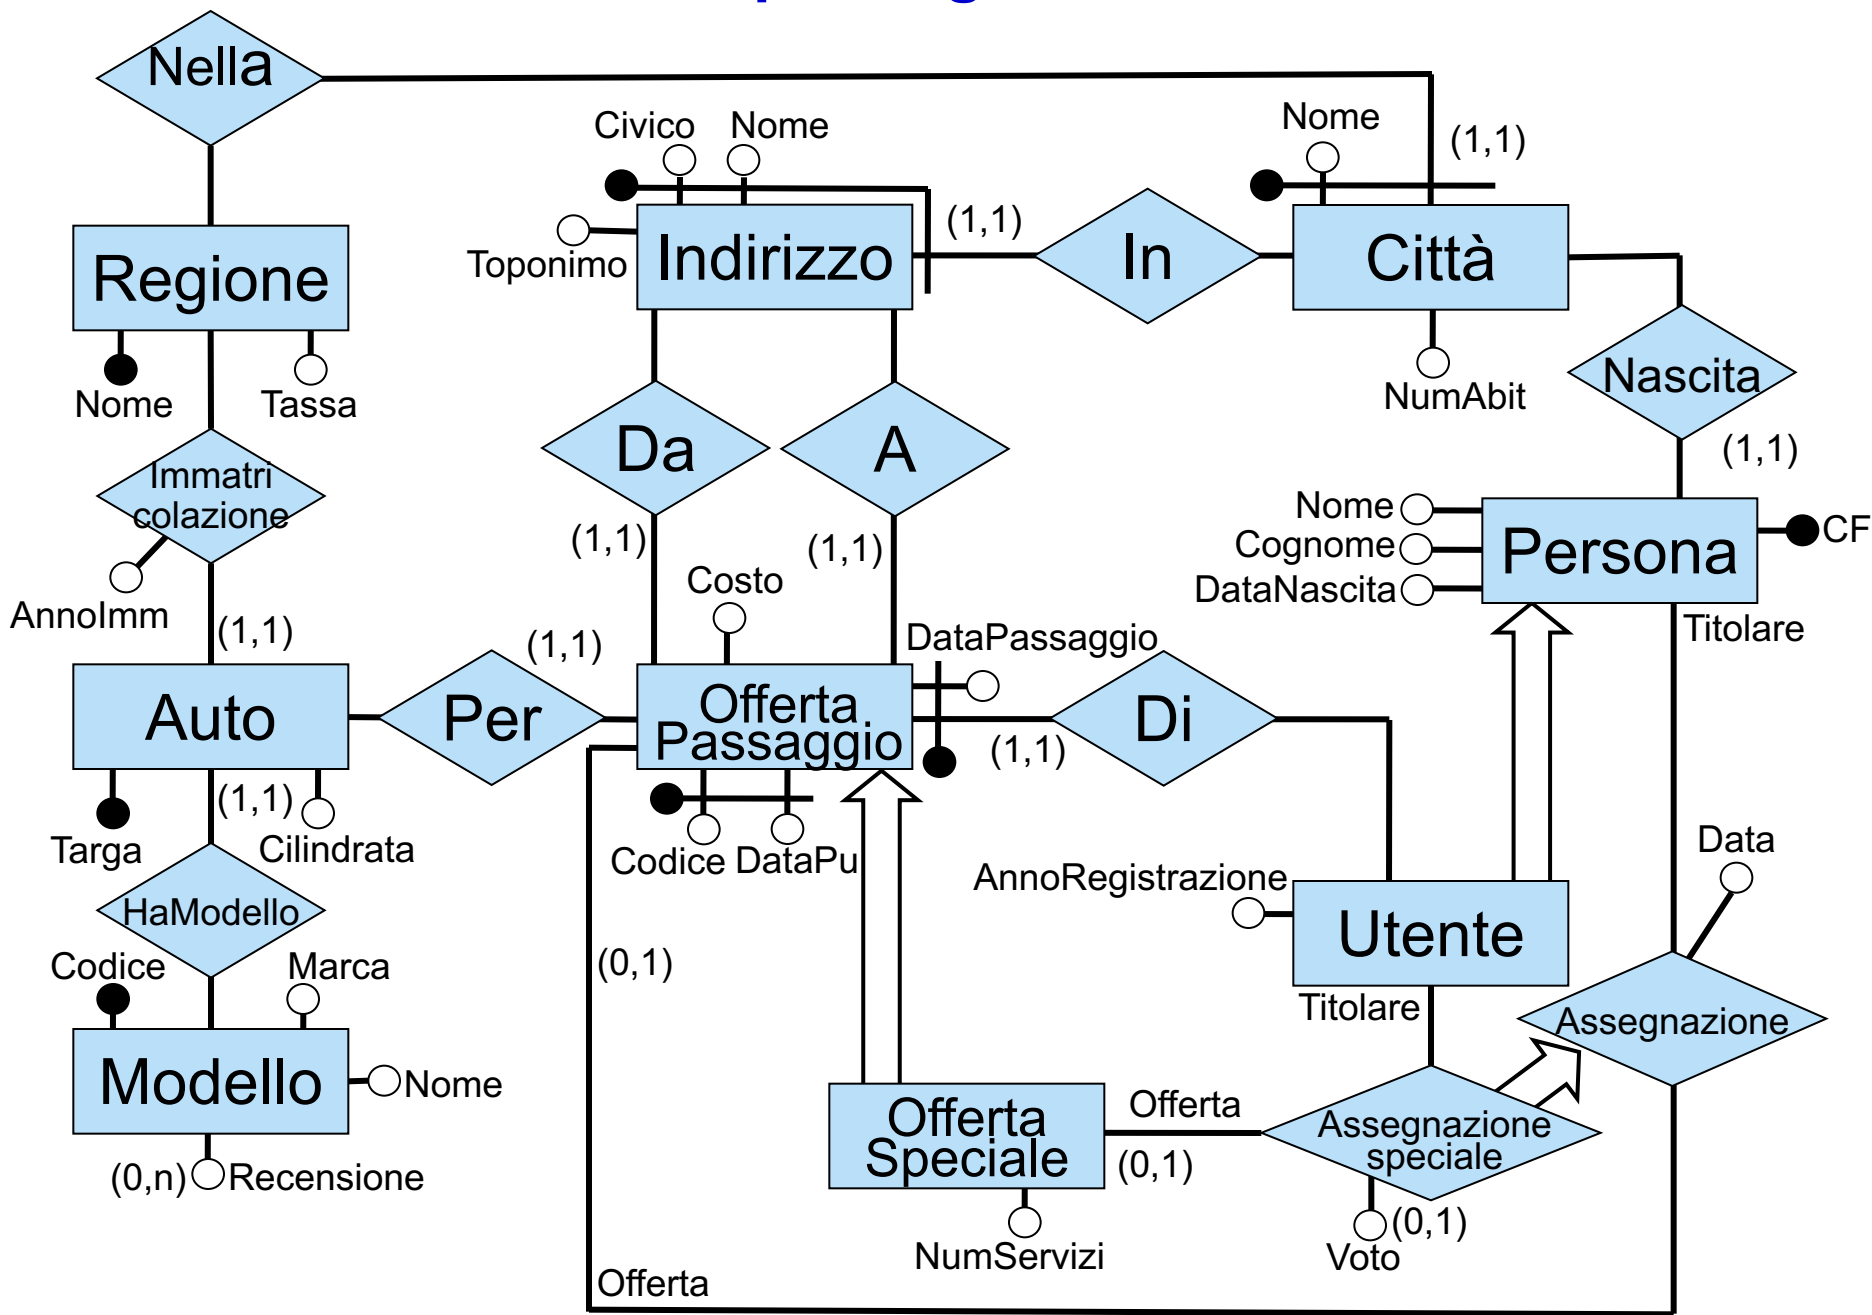 Nella
Civico
Nome
Nome
(1,1)
(1,1)
Toponimo
Indirizzo
In
Città
Regione
Nome
Tassa
NumAbit
Nascita
(1,1)
Immatri
colazione
Da
A
(1,1)
(1,1)
Nome
Cognome
DataNascita
Persona
CF
Titolare
AnnoImm
(1,1)
Costo
(1,1)
DataPassaggio
Auto
Per
Offerta
Passaggio
(1,1)
Di
(1,1)
Targa
Cilindrata
Codice
DataPu
Data
AnnoRegistrazione
HaModello
Utente
Codice
Marca
(0,1)
Titolare
Assegnazione
Modello
Nome
Offerta
Speciale
Offerta
(0,1)
Assegnazione
speciale
(0,n)
Recensione
NumServizi
(0,1)
Voto
Offerta